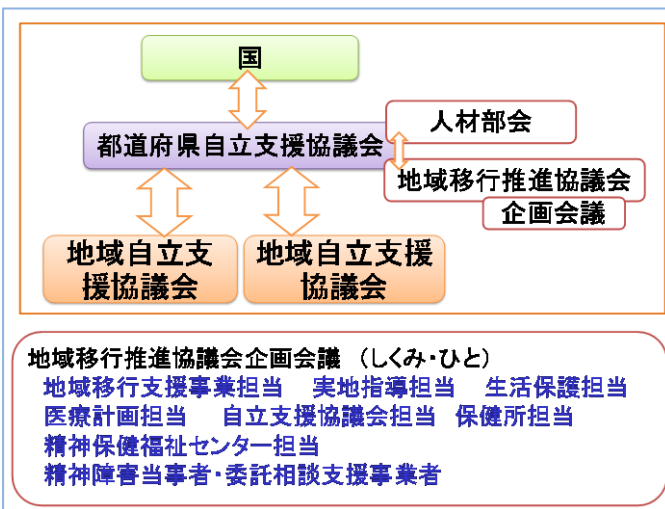 国
都道府県自立支援協議会
人材部会
地域移行推進協議会
企画会議
地域自立支
援協議会
地域自立支援
協議会
地域移行推進協議会企画会議 (しくみ・ひと)
地域移行支援事業担当 実地指導担当 生活保護担当
医療計画担当 自立支援協議会担当 保健所担当
精神保健福祉センター担当
精神障害当事者・委託相談支援事業者